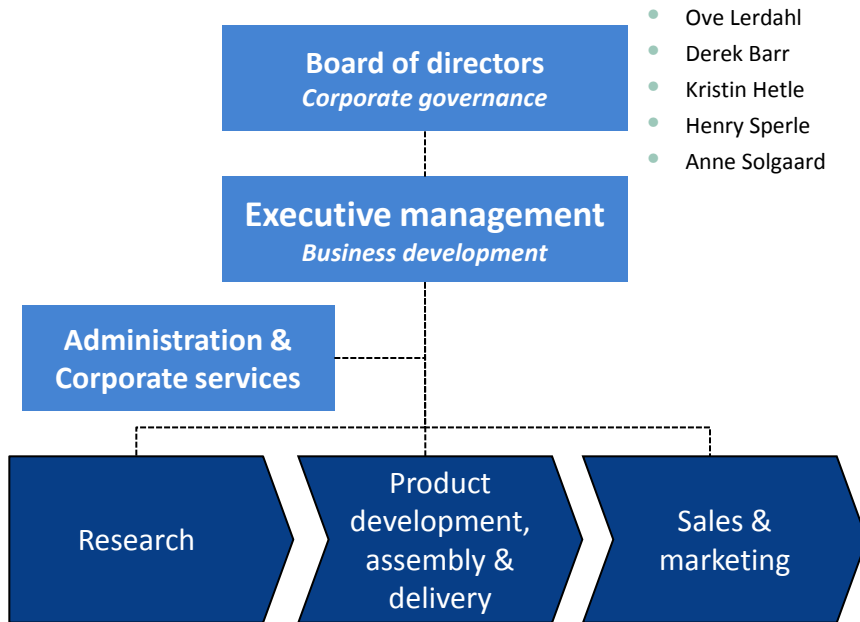 Board of directors
Corporate governance
Ove Lerdahl
Derek Barr
Kristin Hetle
Henry Sperle
Anne Solgaard
Executive management
Business development
Administration &
Corporate services
Research
Product
development,
assembly &
delivery
Sales &
marketing